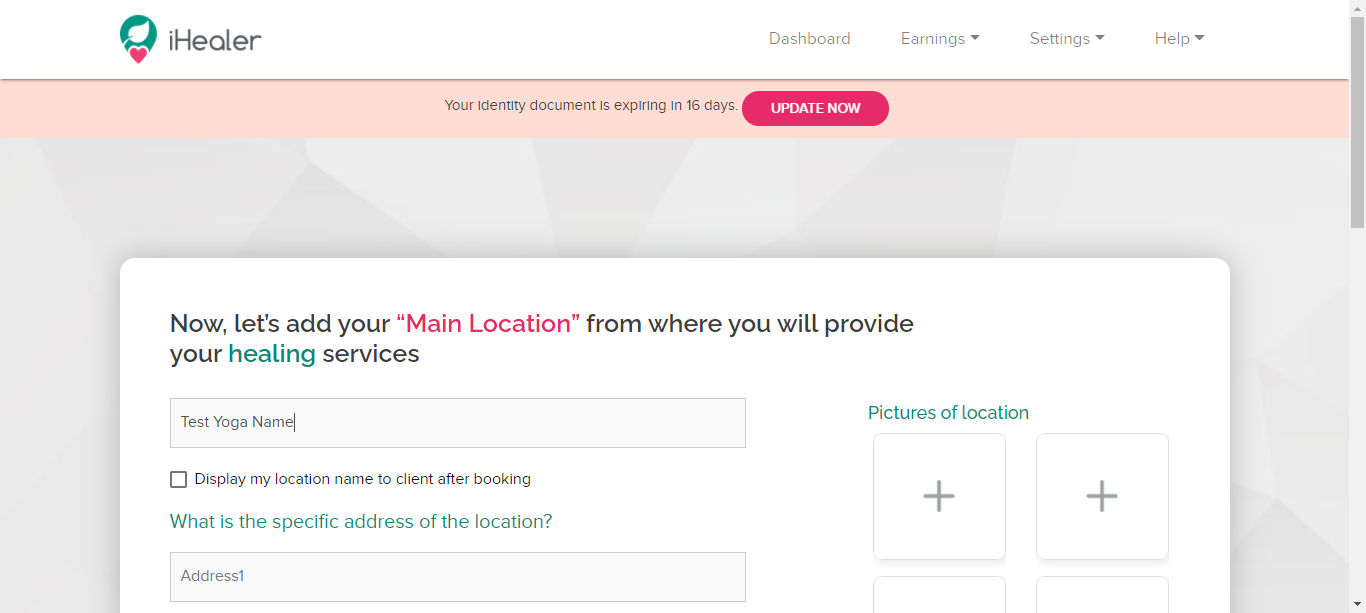 iHealer
Dashboard
Earnings
Settings
Help
Your identity document is expiring in 16 days.
UPDATE NOW
Now, let's add your “Main Location” from where you will provide
your healing services
Test Yoga Name
Pictures of location
Display my location name to client after booking
What is the specific address of the location?
Address1